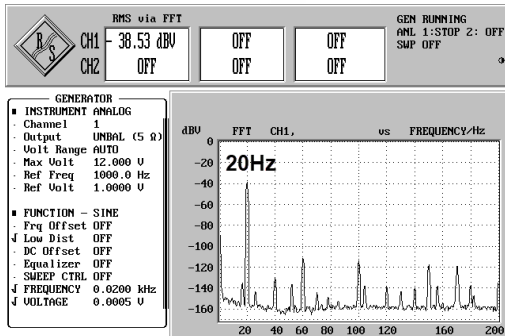 RMS via FFT
GEN RUNNING
R S CH1 - 38.53 dBV OFF OFF ANL 1:STOP 2: OFF
SWP OFF
CH2 OFF OFF OFF
GENERATOR
INSTRUMENT ANALOG
Channel 1
Output UNBAL (5 Ω)
Volt Range AUTO
Max Volt 12.000 V
Ref Freq 1000.0 Hz
Ref Volt 1.0000 V
FUNCTION - SINE
Frq Offset OFF
Low Dist OFF
DC Offset OFF
Equalizer OFF
SWEEP CTRL OFF
FREQUENCY 0.0200 kHz
VOLTAGE 0.0005 V
dBV FFT CH1, vs FREQUENCY/Hz
0
20Hz
-20
-40
-60
-80
-100
-120
-140
-160
20 40 60 80 100 120 160 200